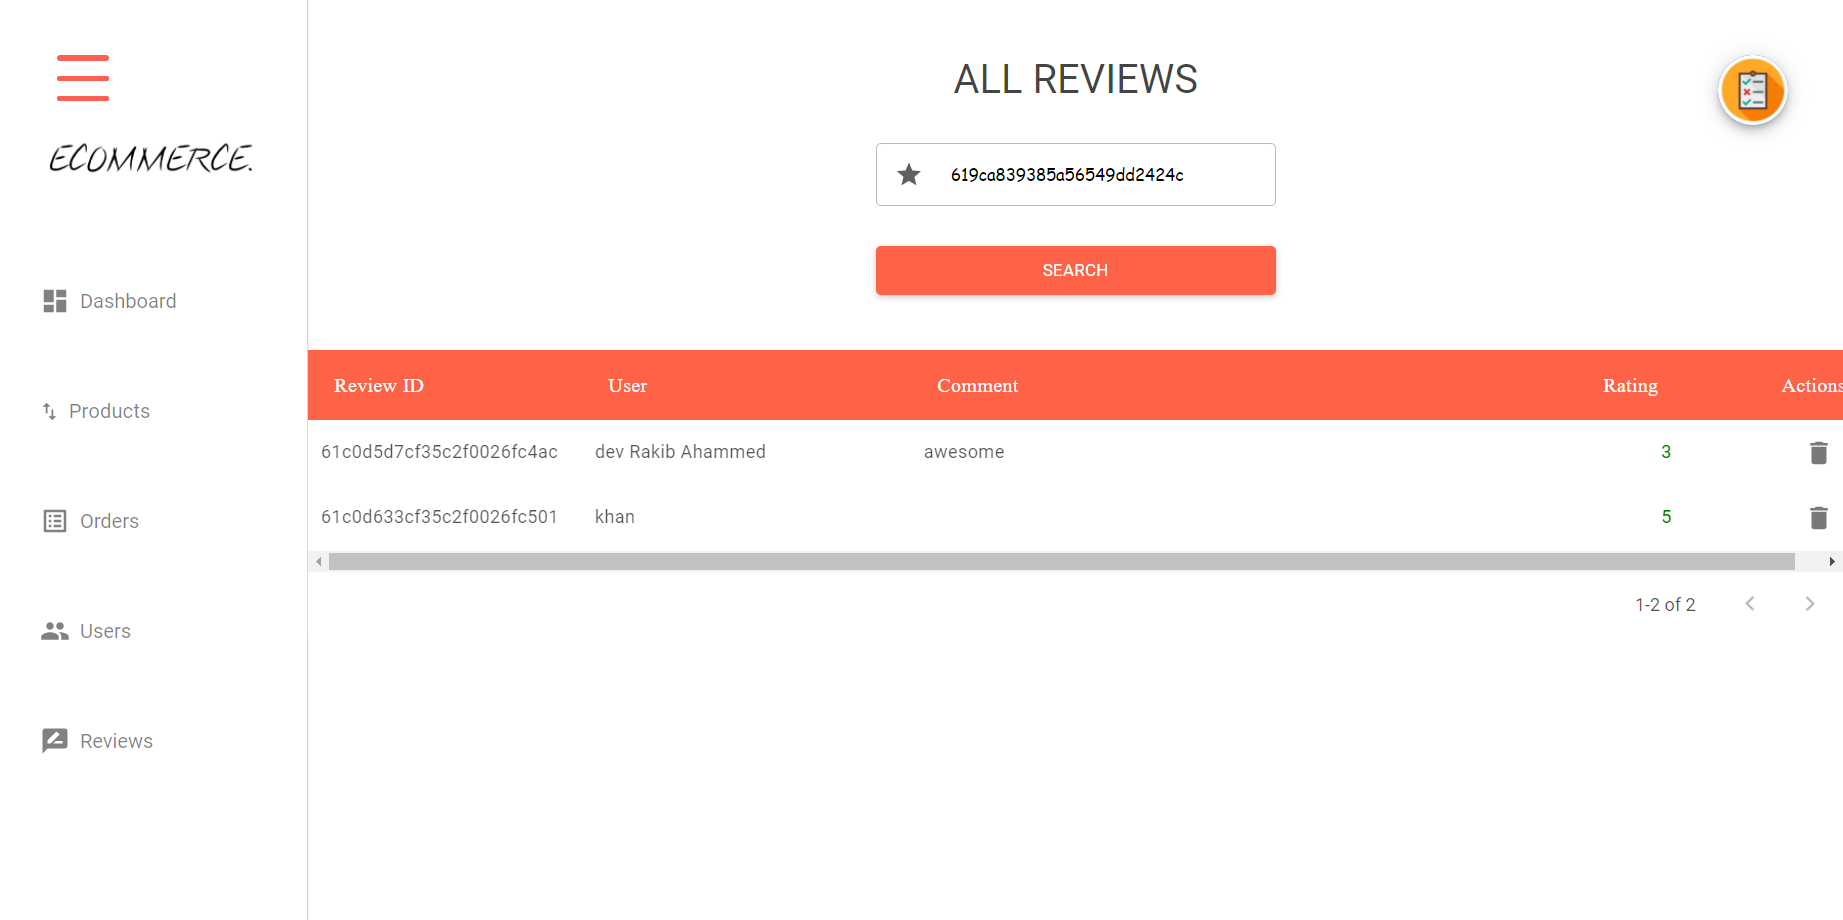 ECOMMERCE.
Dashboard
Products
Orders
Users
Reviews
ALL REVIEWS
619ca839385a56549dd2424c
SEARCH
Review ID User Comment Rating Actions
61c0d5d7cf35c2f0026fc4ac dev Rakib Ahammed awesome 3
61c0d633cf35c2f0026fc501 khan 5
1-2 of 2